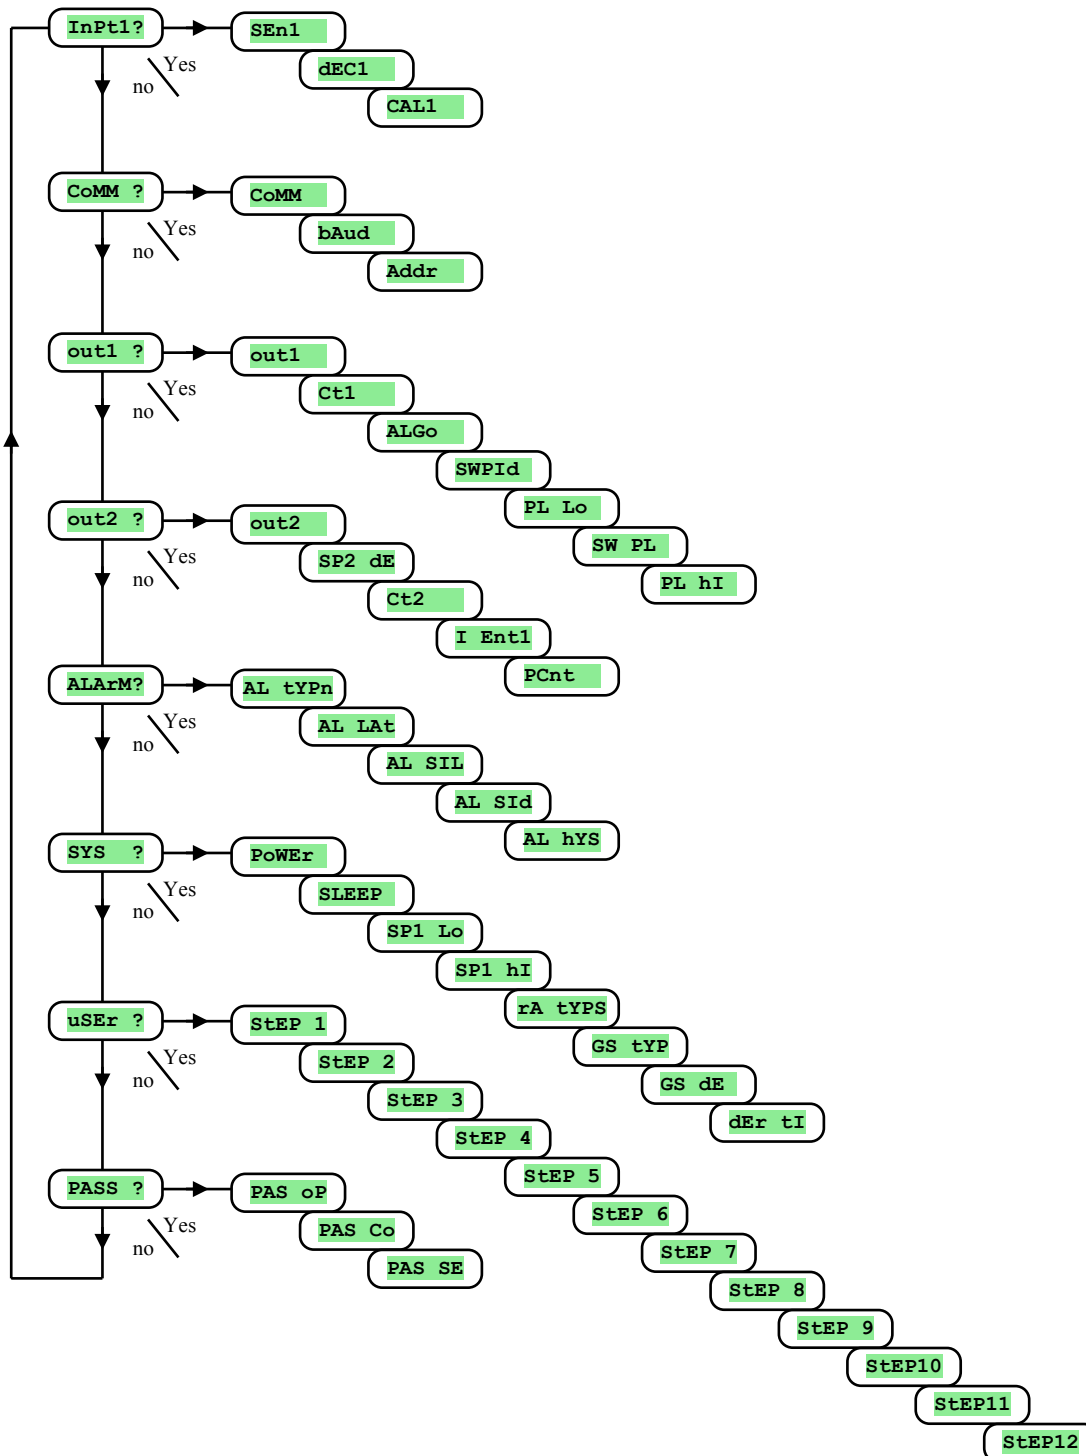 InPt1?
SEn1
Yes
no
dEC1
CAL1
CoMM ?
CoMM
Yes
no
bAud
Addr
out1 ?
out1
Yes
no
Ct1
ALGo
SWPId
PL Lo
SW PL
PL hI
out2 ?
out2
Yes
no
SP2 dE
Ct2
I Ent1
PCnt
ALArM?
AL tYPn
Yes
no
AL LAt
AL SIL
AL SId
AL hYS
SYS ?
PoWEr
Yes
no
SLEEP
SP1 Lo
SP1 hI
rA tYPS
GS tYP
GS dE
dEr tI
uSEr ?
StEP 1
Yes
no
StEP 2
StEP 3
StEP 4
StEP 5
StEP 6
StEP 7
StEP 8
StEP 9
StEP10
StEP11
StEP12
PASS ?
PAS oP
Yes
no
PAS Co
PAS SE